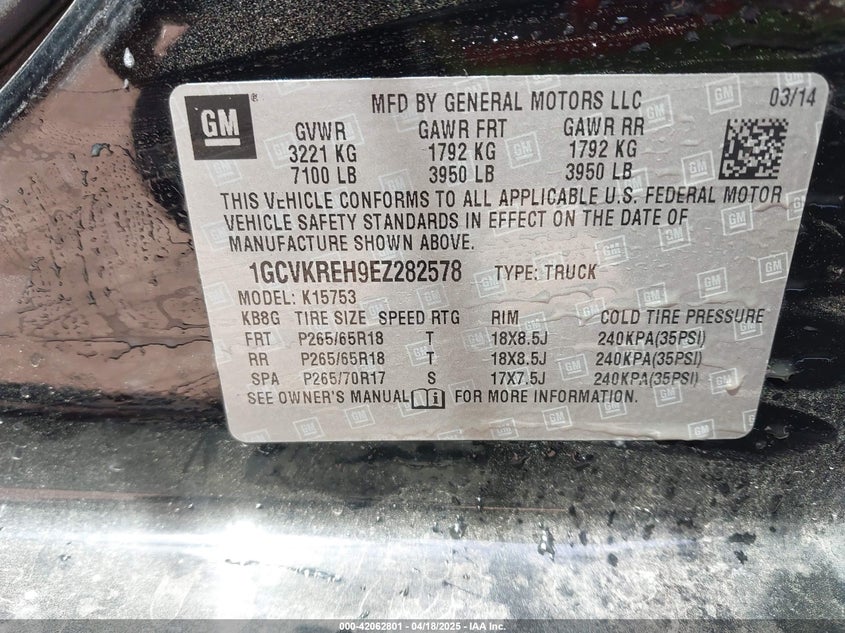 GM
®
MFD BY GENERAL MOTORS LLC 03/14
GVWR GAWR FRT GAWR RR
3221 KG 1792 KG 1792 KG
7100 LB 3950 LB 3950 LB
THIS VEHICLE CONFORMS TO ALL APPLICABLE U.S. FEDERAL MOTOR
VEHICLE SAFETY STANDARDS IN EFFECT ON THE DATE OF
MANUFACTURE SHOWN ABOVE.
1GCVKREH9EZ282578 TYPE: TRUCK
MODEL: K15753
KB8G TIRE SIZE SPEED RTG RIM COLD TIRE PRESSURE
FRT P265/65R18 T 18X8.5J 240KPA(35PSI)
RR P265/65R18 T 18X8.5J 240KPA(35PSI)
SPA P265/70R17 S 17X7.5J 240KPA(35PSI)
SEE OWNER'S MANUAL i FOR MORE INFORMATION.
000-42062801 - 04/18/2025 - IAA Inc.